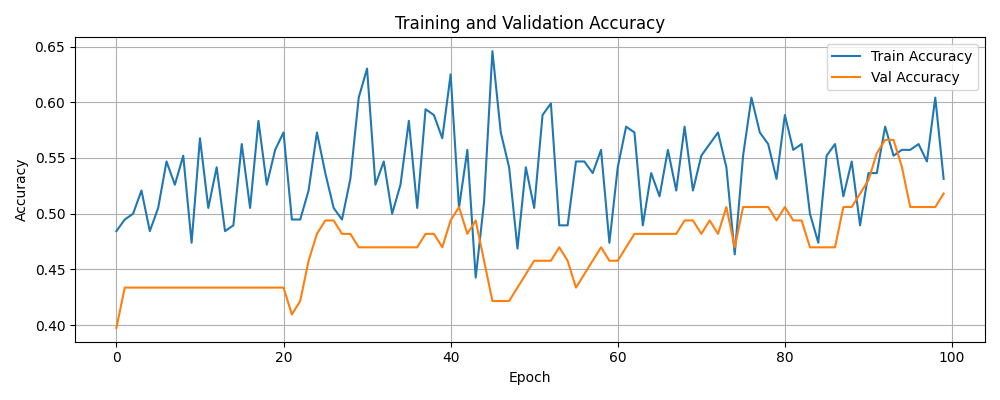 Training and Validation Accuracy
Train Accuracy
Val Accuracy
0.65
0.60
0.55
0.50
0.45
0.40
Accuracy
0
20
40
60
80
100
Epoch